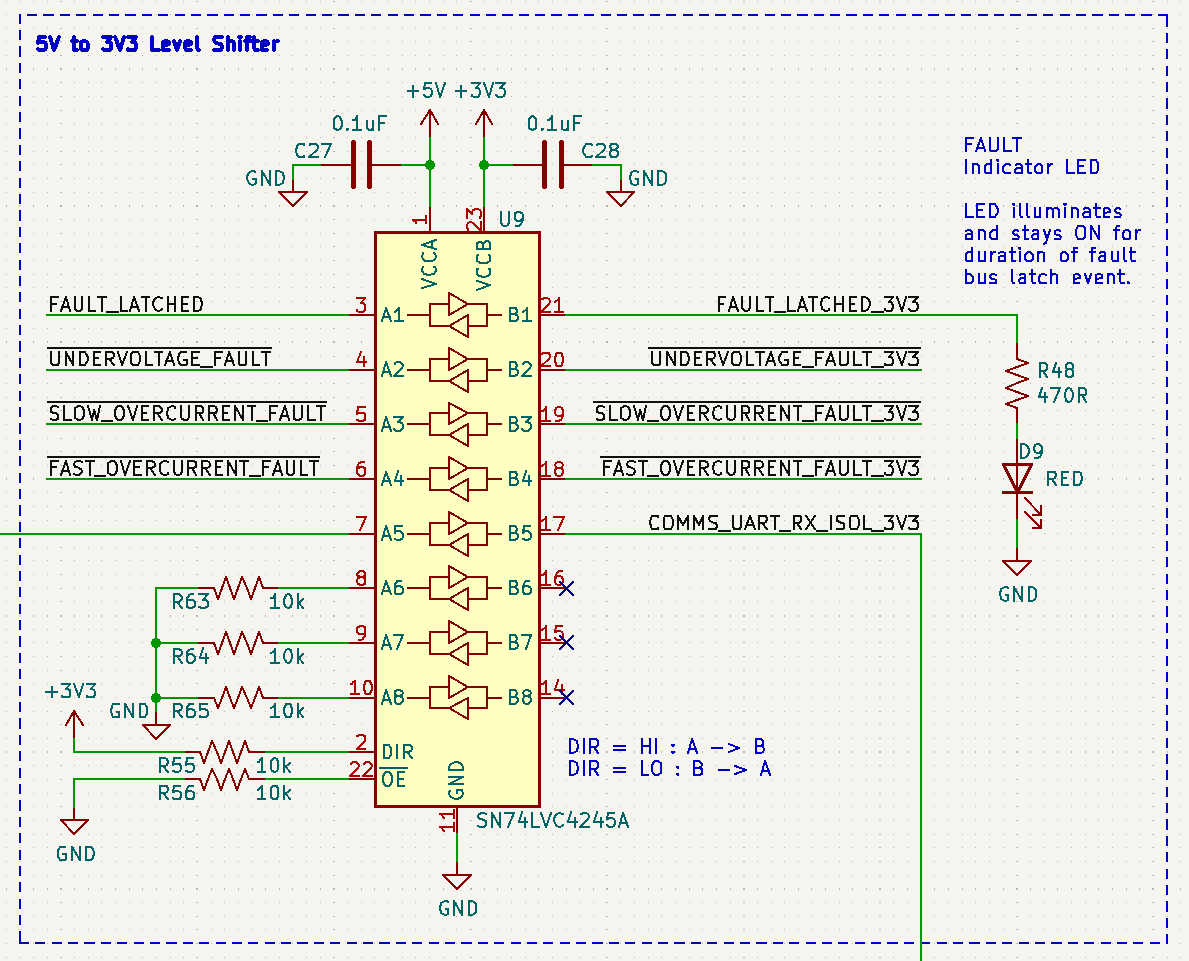 5V to 3V3 Level Shifter
+5V +3V3
0.1uF 0.1uF
C27 C28
GND GND
1 23 U9
VCCA VCCB
FAULT
Indicator LED
LED illuminates
and stays ON for
duration of fault
bus latch event.
FAULT_LATCHED 3 A1 B1 21 FAULT_LATCHED_3V3
UNDERVOLTAGE_FAULT 4 A2 B2 20 UNDERVOLTAGE_FAULT_3V3
R48
470R
SLOW_OVERCURRENT_FAULT 5 A3 B3 19 SLOW_OVERCURRENT_FAULT_3V3
FAST_OVERCURRENT_FAULT 6 A4 B4 18 FAST_OVERCURRENT_FAULT_3V3
D9
RED
7 A5 B5 17 COMMS_UART_RX_ISOL_3V3
GND
R63 10k 8 A6 B6 16
R64 10k 9 A7 B7 15
R65 10k 10 A8 B8 14
+3V3
GND
R55 10k 2 DIR
R56 10k 22 OE
GND
GND
11
SN74LVC4245A
GND
DIR = HI : A -> B
DIR = LO : B -> A